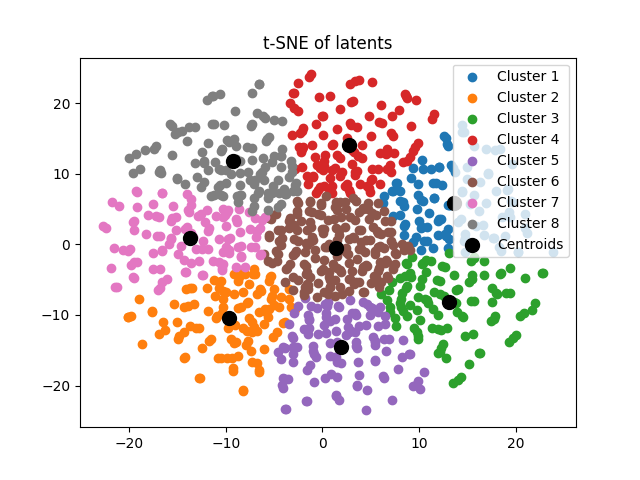 t-SNE of latents
Cluster 1
Cluster 2
Cluster 3
Cluster 4
Cluster 5
Cluster 6
Cluster 7
Cluster 8
Centroids
20
10
0
−10
−20
−20 −10 0 10 20